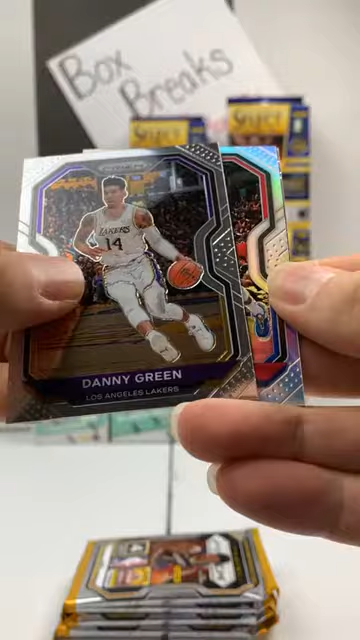 Box
Breaks
SELECT
SELECT
PRIZM
LAKERS
14
DANNY GREEN
LOS ANGELES LAKERS